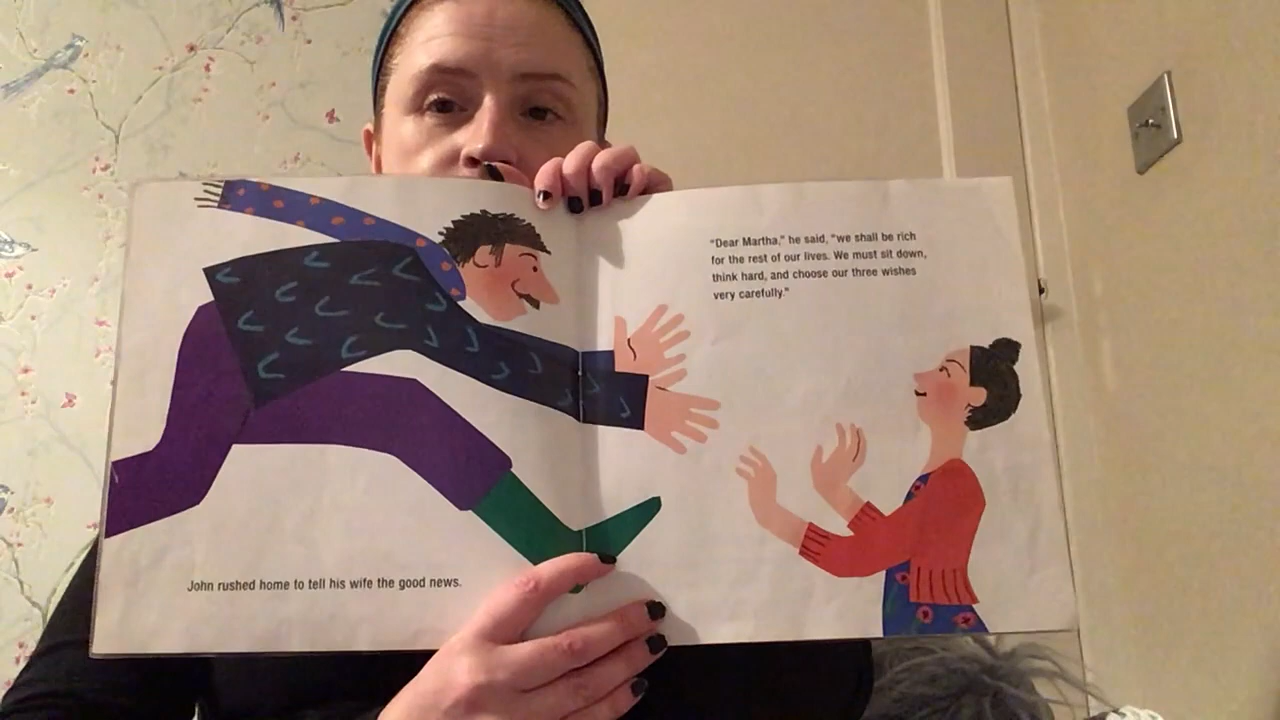 John rushed home to tell his wife the good news.
"Dear Martha," he said, "we shall be rich
for the rest of our lives. We must sit down,
think hard, and choose our three wishes
very carefully."